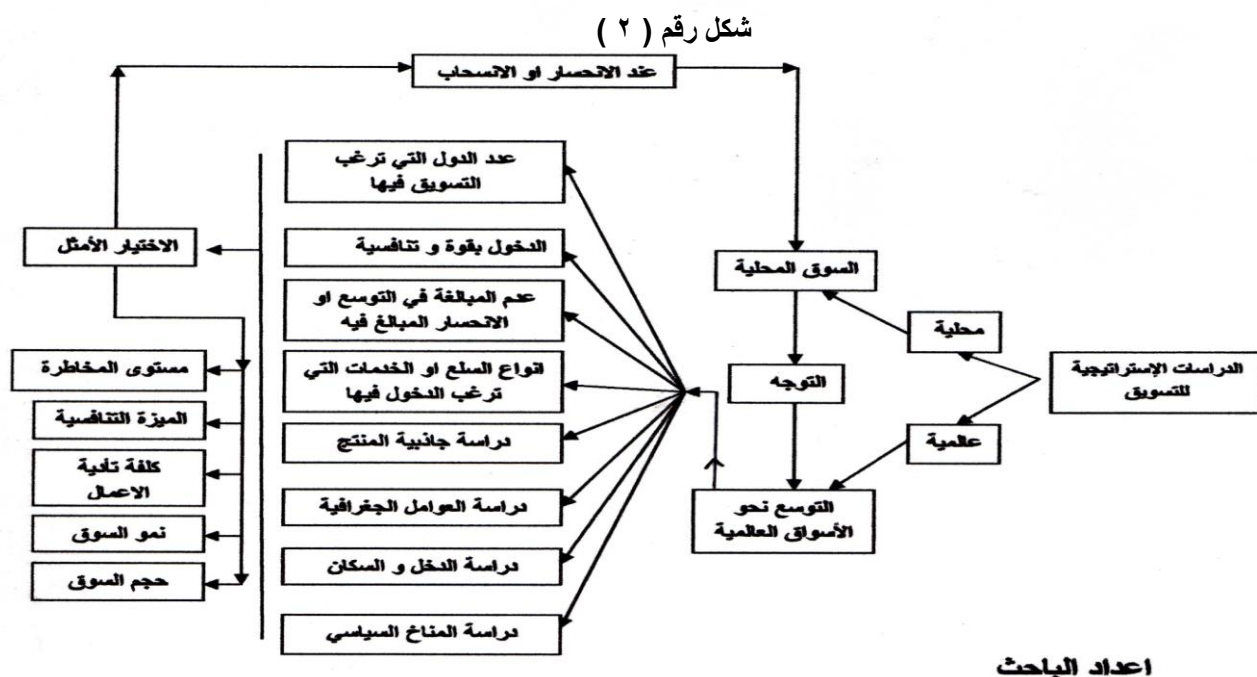 شكل رقم ( ٢ )
عند الانحسار او الانسحاب
الدراسات الإستراتيجية
للتسويق
محلية
عالمية
السوق المحلية
التوجه
التوسع نحو
الأسواق العالمية
عدد الدول التي ترغب
التسويق فيها
الدخول بقوة و تنافسية
عدم المبالغة في التوسع او
الانحسار المبالغ فيه
انواع السلع او الخدمات التي
ترغب الدخول فيها
دراسة جاذبية المنتج
دراسة العوامل الجغرافية
دراسة الدخل و السكان
دراسة المناخ السياسي
الاختيار الأمثل
مستوى المخاطرة
الميزة التنافسية
كلفة تأدية
الاعمال
نمو السوق
حجم السوق
اعداد الباحث